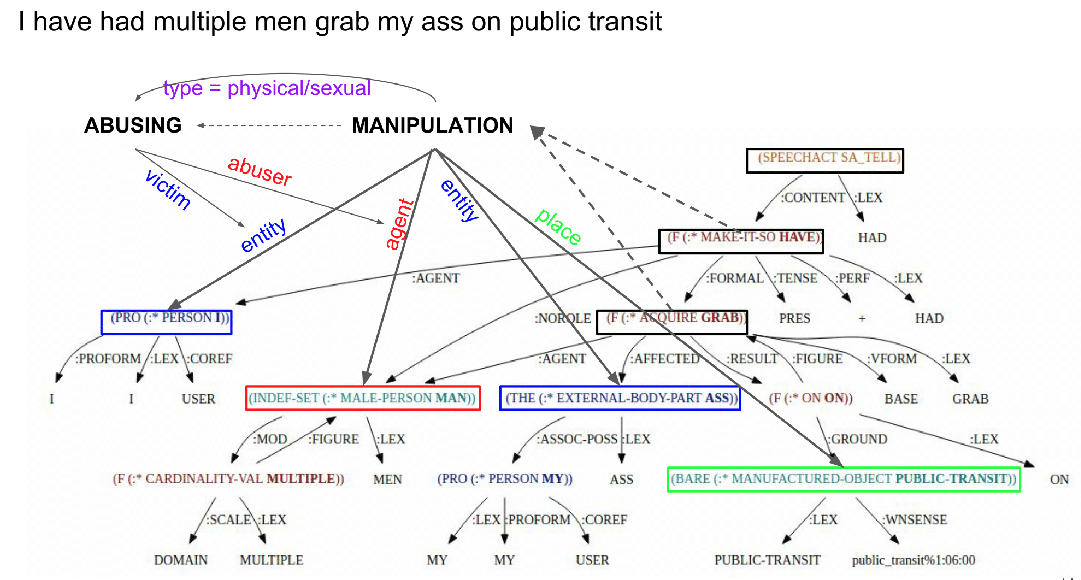 I have had multiple men grab my ass on public transit
type = physical/sexual
ABUSING
MANIPULATION
(SPEECHACT SA_TELL)
victim
abuser
entity
agent
entity
place
:CONTENT
:LEX
(F (:* MAKE-IT-SO HAVE))
HAD
:AGENT
:FORMAL
:TENSE
:PERF
:LEX
(PRO (:* PERSON I))
:NOROLE
(F (:* ACQUIRE GRAB))
PRES
+
HAD
:PROFORM
:LEX
:COREF
:AGENT
:AFFECTED
:RESULT
:FIGURE
:VFORM
:LEX
I
I
USER
(INDEF-SET (:* MALE-PERSON MAN))
(THE (:* EXTERNAL-BODY-PART ASS))
(F (:* ON ON))
BASE
GRAB
:MOD
:FIGURE
:LEX
:ASSOC-POSS
:LEX
:GROUND
:LEX
(F (:* CARDINALITY-VAL MULTIPLE))
MEN
(PRO (:* PERSON MY))
ASS
(BARE (:* MANUFACTURED-OBJECT PUBLIC-TRANSIT))
ON
:SCALE
:LEX
:LEX
:PROFORM
:COREF
:LEX
:WNSENSE
DOMAIN
MULTIPLE
MY
MY
USER
PUBLIC-TRANSIT
public_transit%1:06:00